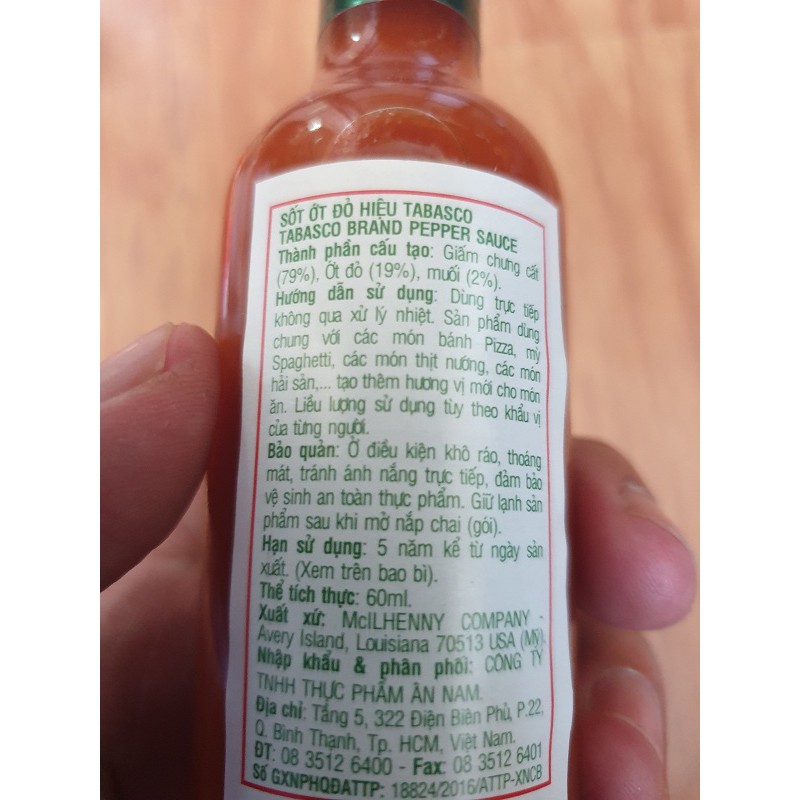 SỐT ỚT ĐỎ HIỆU TABASCO
TABASCO BRAND PEPPER SAUCE
Thành phần cấu tạo: Giấm chưng cất
(79%), Ớt đỏ (19%), muối (2%).
Hướng dẫn sử dụng: Dùng trực tiếp
không qua xử lý nhiệt. Sản phẩm dùng
chung với các món bánh Pizza, mỳ
Spaghetti, các món thịt nướng, các món
hải sản,... tạo thêm hương vị mới cho món
ăn. Liều lượng sử dụng tùy theo khẩu vị
của từng người.
Bảo quản: Ở điều kiện khô ráo, thoáng
mát, tránh ánh nắng trực tiếp, đảm bảo
vệ sinh an toàn thực phẩm. Giữ lạnh sản
phẩm sau khi mở nắp chai (gói).
Hạn sử dụng: 5 năm kể từ ngày sản
xuất. (Xem trên bao bì).
Thể tích thực: 60ml.
Xuất xứ: McILHENNY COMPANY -
Avery Island, Louisiana 70513 USA (Mỹ).
Nhập khẩu & phân phối: CÔNG TY
TNHH THỰC PHẨM ÂN NAM.
Địa chỉ: Tầng 5, 322 Điện Biên Phủ, P.22,
Q. Bình Thạnh, Tp. HCM, Việt Nam.
ĐT: 08 3512 6400 - Fax: 08 3512 6401
Số GXNPHQĐATTP: 18824/2016/ATTP-XNCB